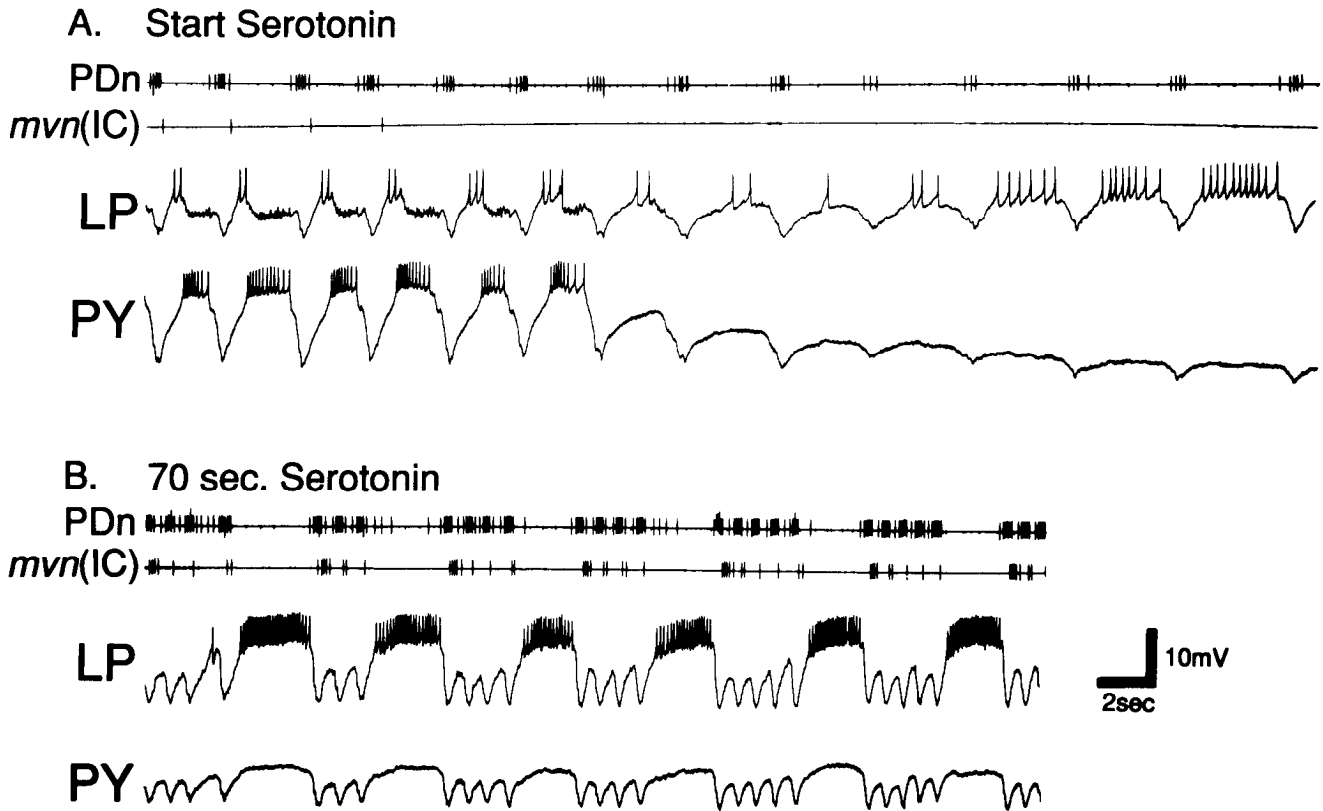 A. Start Serotonin
PDn
mvn(IC)
LP
PY
B. 70 sec. Serotonin
PDn
mvn(IC)
LP
10mV
2sec
PY